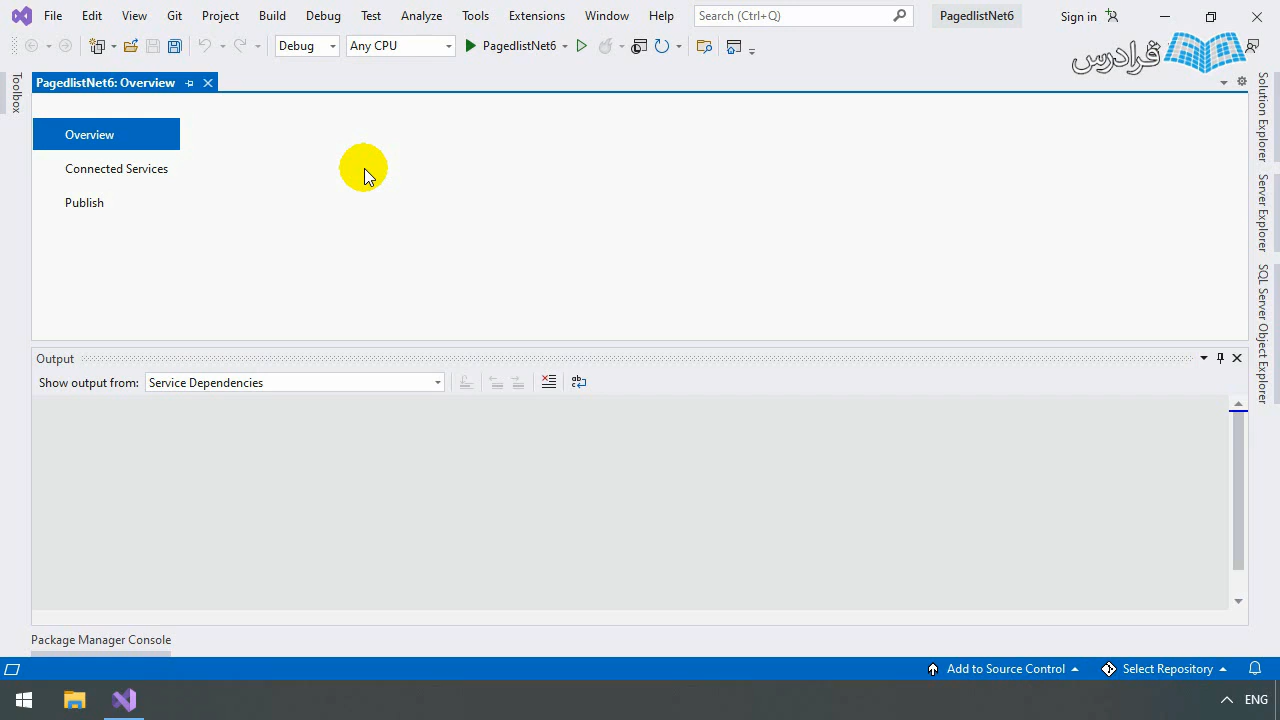 File Edit View Git Project Build Debug Test Analyze Tools Extensions Window Help Search (Ctrl+Q) PagedlistNet6 Sign in
Debug Any CPU PagedlistNet6
فرادرس
Toolbox
PagedlistNet6: Overview
Overview
Connected Services
Publish
Solution Explorer
Server Explorer
SQL Server Object Explorer
Output
Show output from: Service Dependencies
Package Manager Console
Add to Source Control Select Repository
ENG